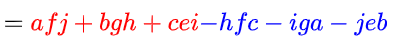 = afj + bgh + cei−hfc − iga − jeb